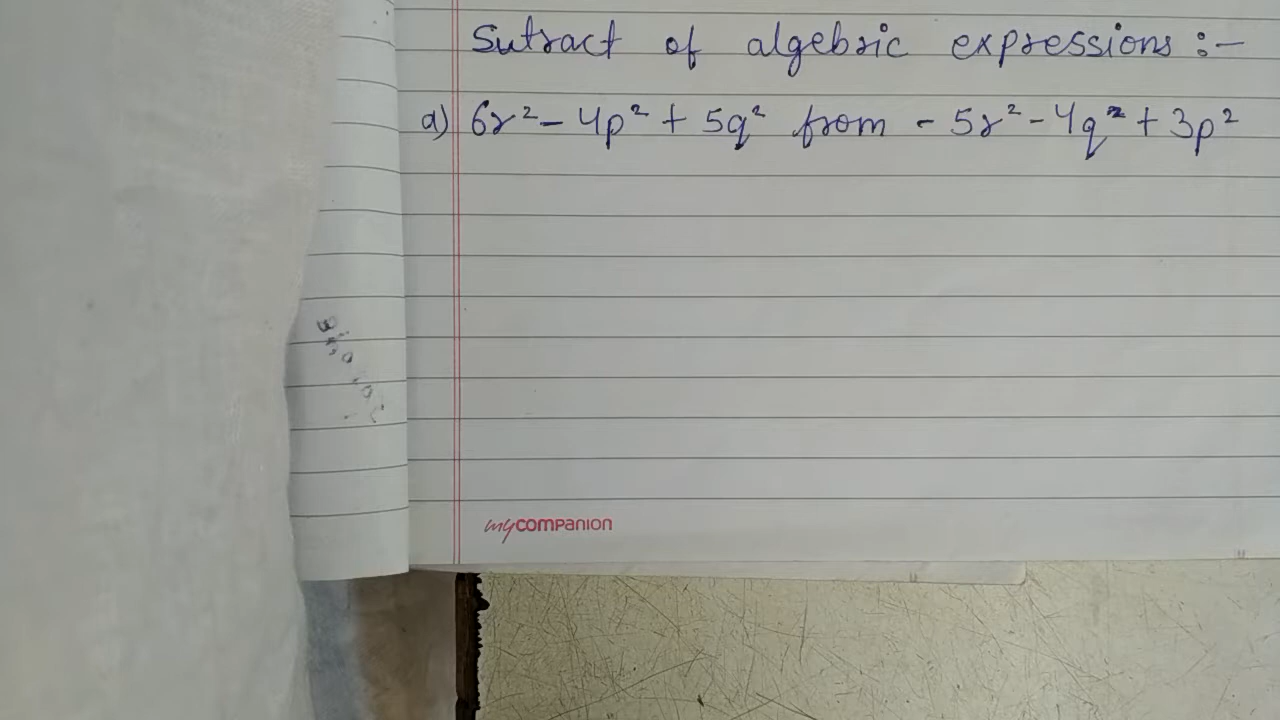 Sutract of algebric expressions :-
a) 6r² - 4p² + 5q² from - 5r² - 4q² + 3p²
mycompanion